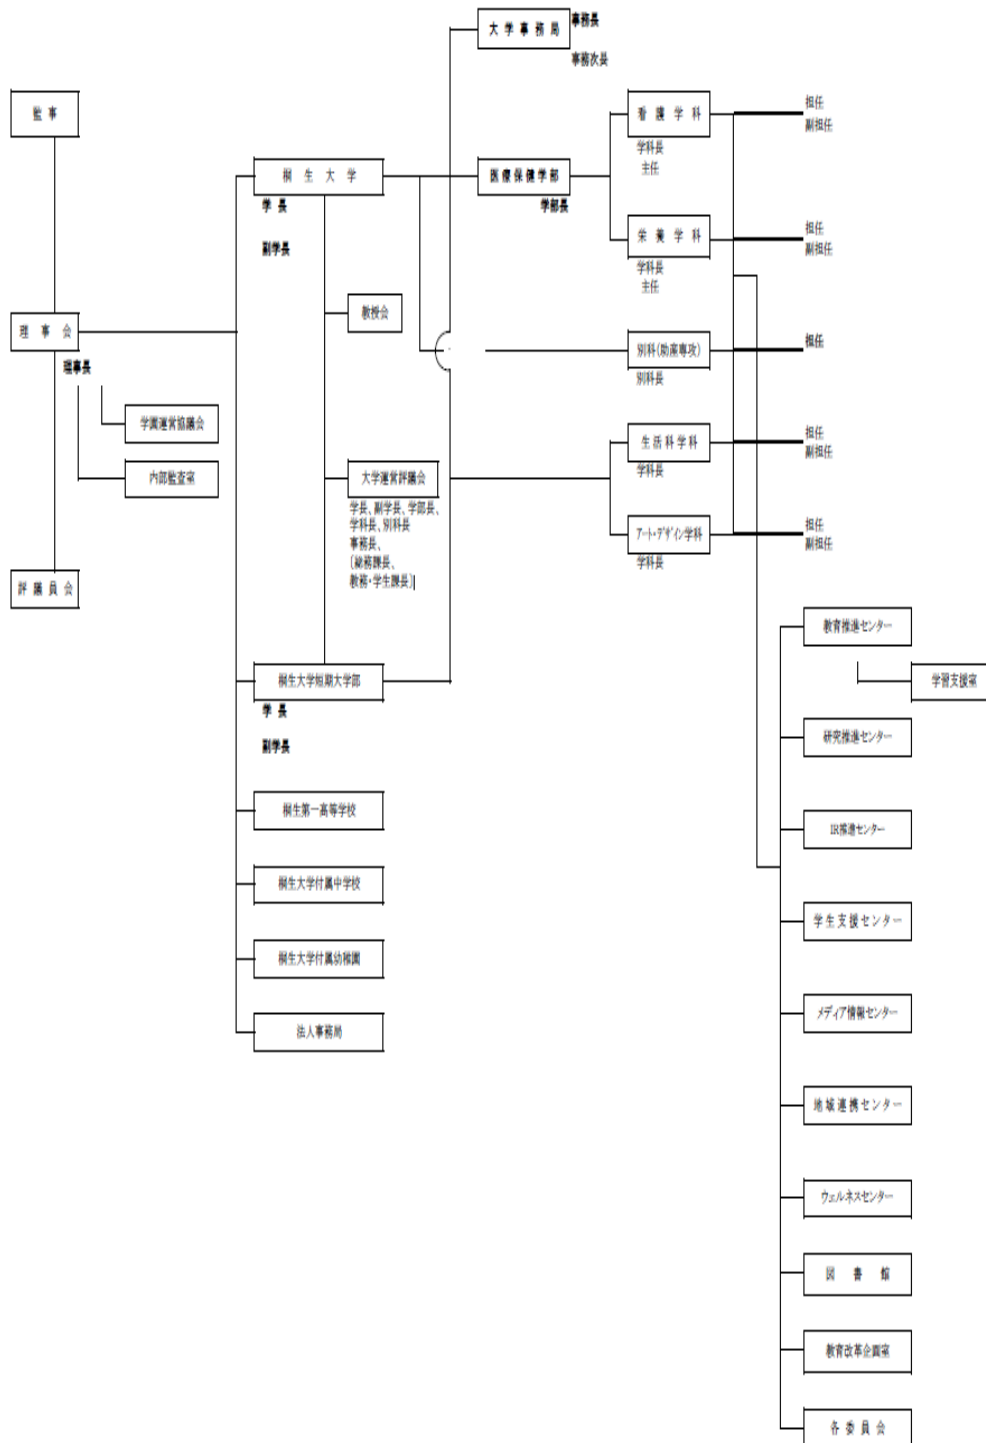 大学事務局
事務長
事務次長
監事
看護学科
学科長
主任
担任
副担任
桐生大学
学長
副学長
医療保健学部
学部長
栄養学科
学科長
主任
担任
副担任
教授会
理事会
理事長
別科(助産専攻)
別科長
担任
学園運営協議会
内部監査室
大学運営評議会
学長、副学長、学部長、
学科長、別科長
事務長、
(総務課長、
教務・学生課長)
生活科学科
学科長
担任
副担任
アート・デザイン学科
学科長
担任
副担任
評議員会
桐生大学短期大学部
学長
副学長
桐生第一高等学校
桐生大学付属中学校
桐生大学付属幼稚園
法人事務局
教育推進センター
学習支援室
研究推進センター
IR推進センター
学生支援センター
メディア情報センター
地域連携センター
ウェルネスセンター
図書館
教育改革企画室
各委員会